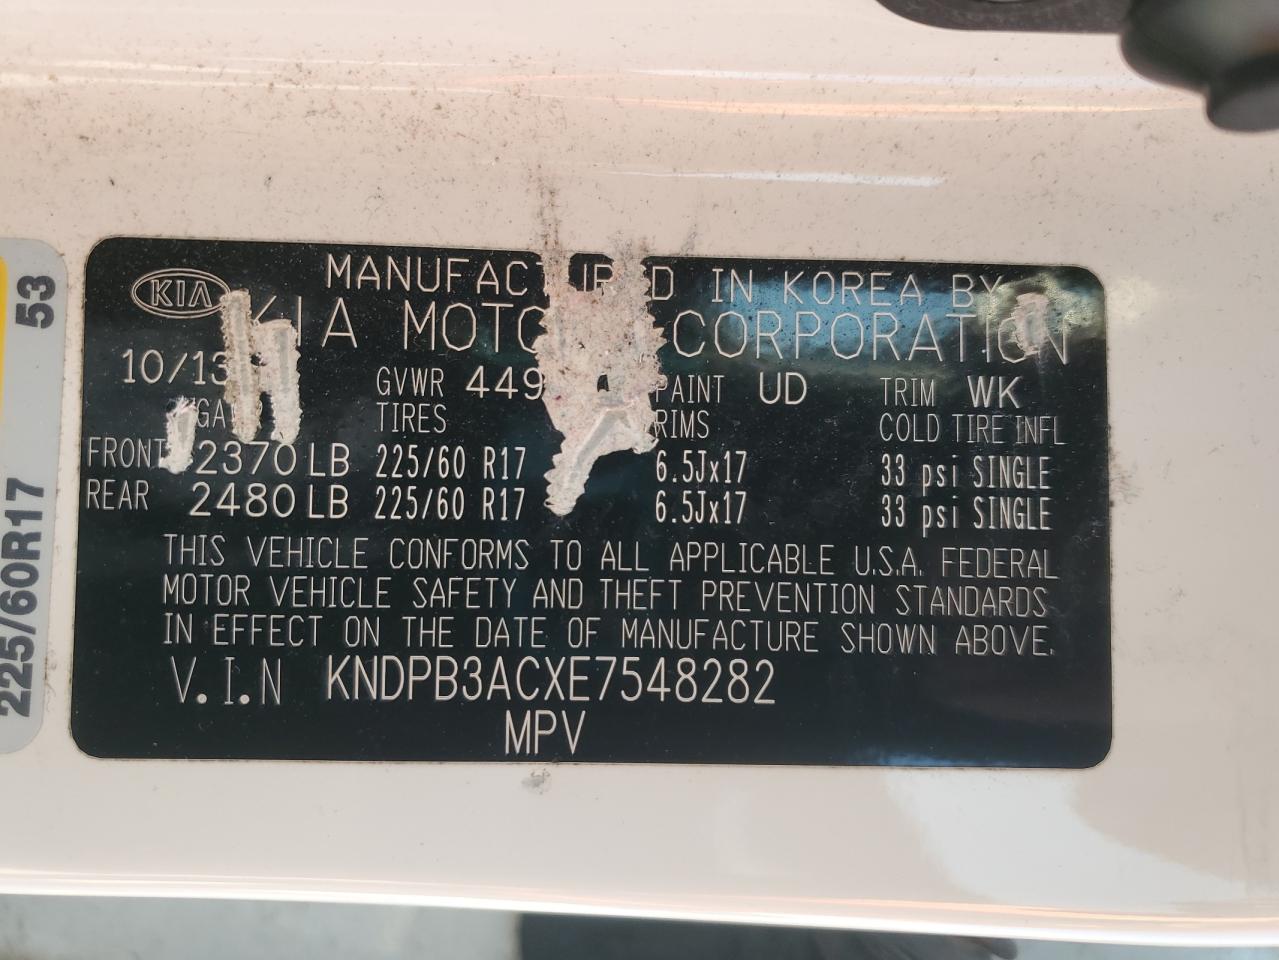 KIA
MANUFACTURED IN KOREA BY
KIA MOTORS CORPORATION
10/13 GVWR PAINT UD TRIM WK
TIRES RIMS COLD TIRE INFL
FRONT 2370 LB 225/60 R17 6.5Jx17 33 psi SINGLE
REAR 2480 LB 225/60 R17 6.5Jx17 33 psi SINGLE
THIS VEHICLE CONFORMS TO ALL APPLICABLE U.S.A. FEDERAL
MOTOR VEHICLE SAFETY AND THEFT PREVENTION STANDARDS
IN EFFECT ON THE DATE OF MANUFACTURE SHOWN ABOVE.
V.I.N KNDPB3ACXE7548282
MPV
225/60R17 53